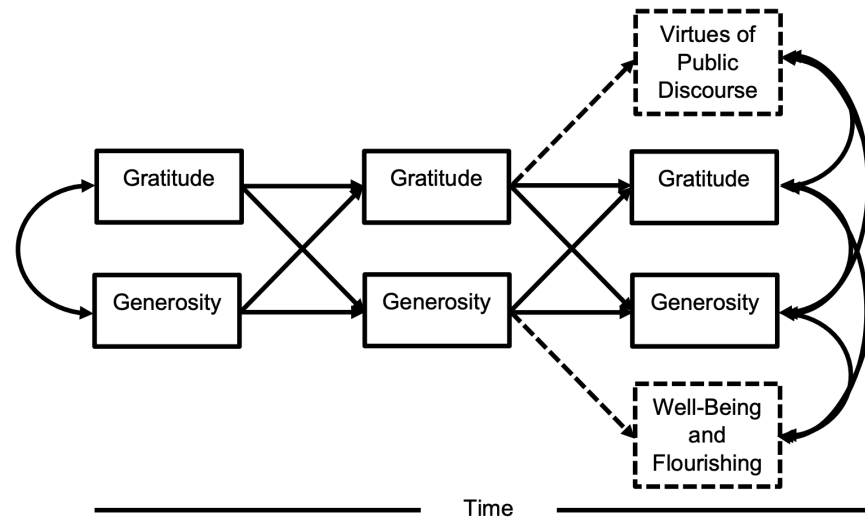 Virtues of
Public
Discourse
Gratitude
Gratitude
Gratitude
Generosity
Generosity
Generosity
Well-Being
and
Flourishing
Time